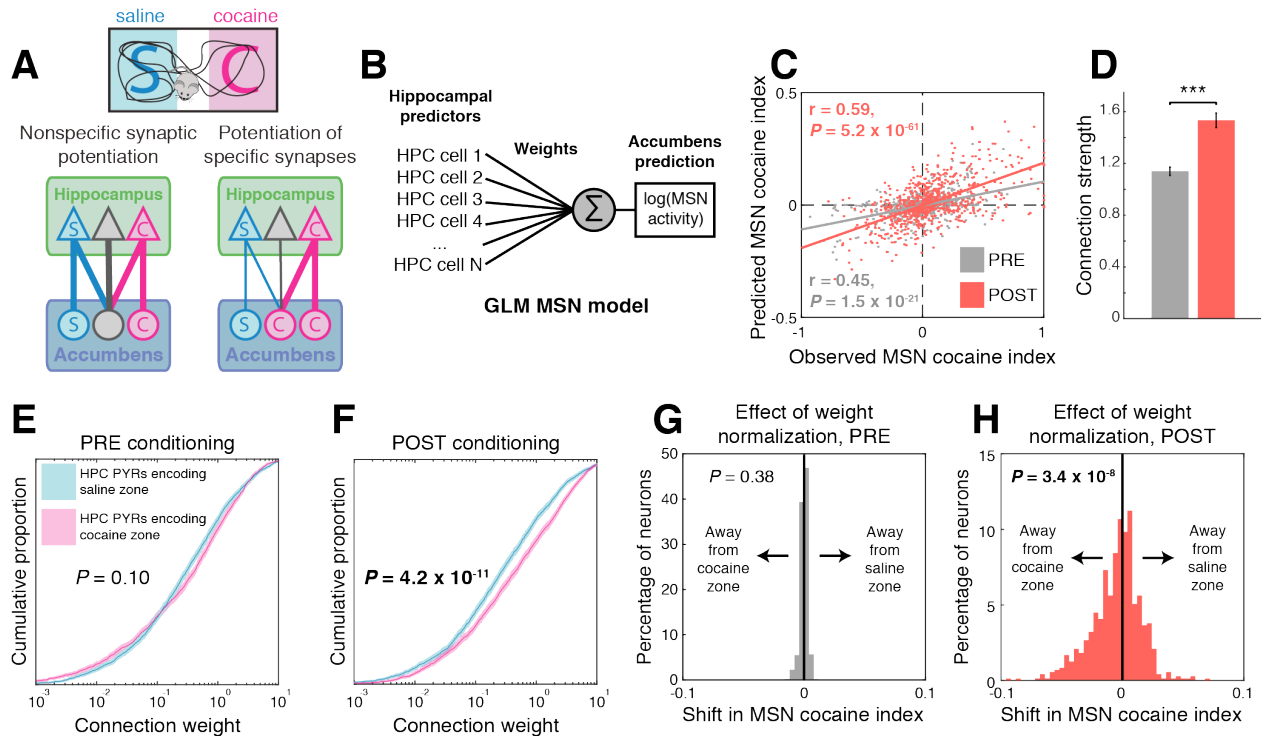 saline
cocaine
S
C
A
Nonspecific synaptic
potentiation
Hippocampus
S
C
S
C
Accumbens
Potentiation of
specific synapses
Hippocampus
S
C
S
C
C
Accumbens
B
Hippocampal
predictors
Weights
Accumbens
prediction
HPC cell 1
HPC cell 2
HPC cell 3
HPC cell 4
...
HPC cell N
Σ
log(MSN
activity)
GLM MSN model
C
Predicted MSN cocaine index
0.5
0
-0.5
r = 0.59,
P = 5.2 x 10⁻⁶¹
r = 0.45,
P = 1.5 x 10⁻²¹
PRE
POST
-1
0
1
Observed MSN cocaine index
D
Connection strength
1.6
1.2
0.8
0.4
0
***
E
PRE conditioning
Cumulative proportion
HPC PYRs encoding
saline zone
HPC PYRs encoding
cocaine zone
P = 0.10
10⁻³
10⁻²
10⁻¹
10⁰
10¹
Connection weight
F
POST conditioning
Cumulative proportion
P = 4.2 x 10⁻¹¹
10⁻³
10⁻²
10⁻¹
10⁰
10¹
Connection weight
G
Effect of weight
normalization, PRE
Percentage of neurons
50
40
30
20
10
0
P = 0.38
Away
from
cocaine
zone
Away
from
saline
zone
-0.1
0
0.1
Shift in MSN cocaine index
H
Effect of weight
normalization, POST
Percentage of neurons
15
10
5
0
P = 3.4 x 10⁻⁸
Away
from
cocaine
zone
Away
from
saline
zone
-0.1
0
0.1
Shift in MSN cocaine index